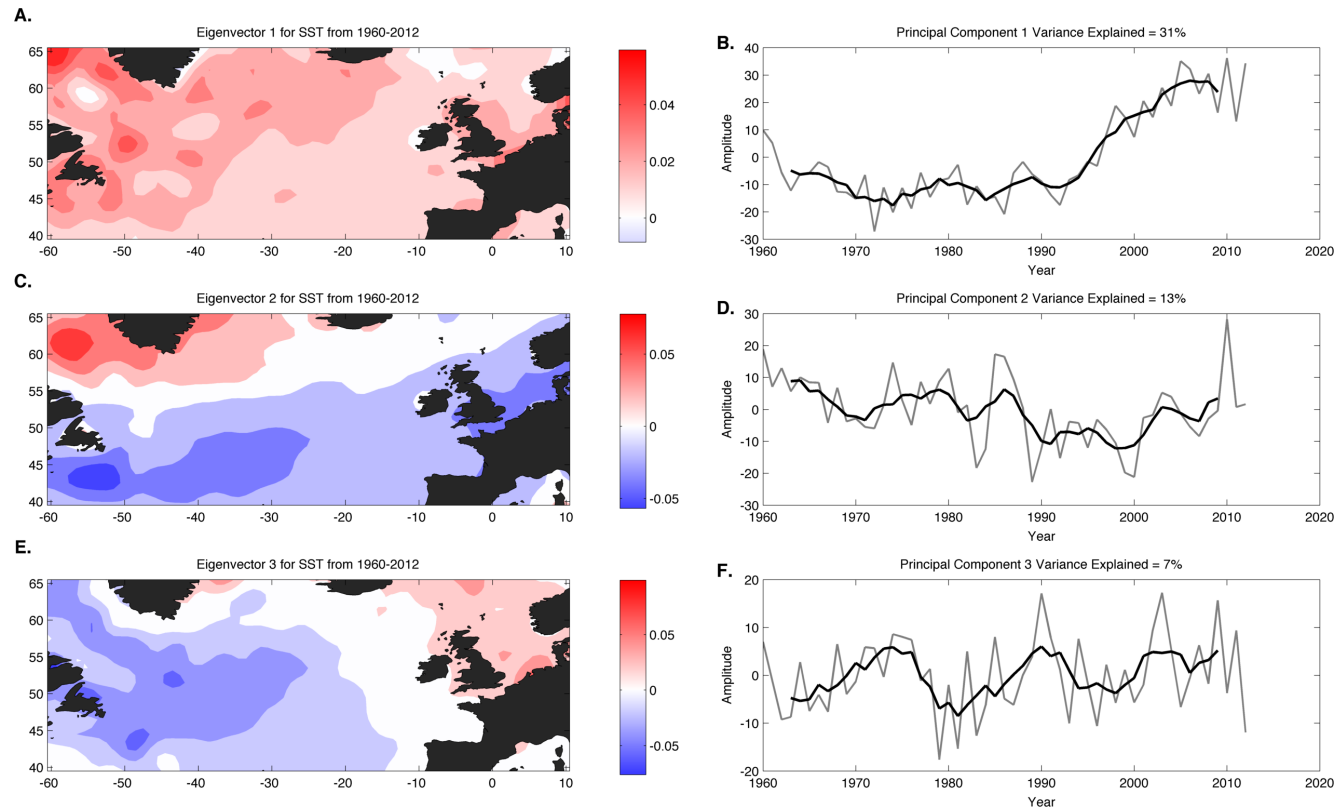 A.
Eigenvector 1 for SST from 1960-2012
65
60
55
50
45
40
-60 -50 -40 -30 -20 -10 0 10
0.04
0.02
0
B.
Principal Component 1 Variance Explained = 31%
40
30
20
10
0
-10
-20
-30
Amplitude
1960 1970 1980 1990 2000 2010 2020
Year
C.
Eigenvector 2 for SST from 1960-2012
65
60
55
50
45
40
-60 -50 -40 -30 -20 -10 0 10
0.05
0
-0.05
D.
Principal Component 2 Variance Explained = 13%
30
20
10
0
-10
-20
-30
Amplitude
1960 1970 1980 1990 2000 2010 2020
Year
E.
Eigenvector 3 for SST from 1960-2012
65
60
55
50
45
40
-60 -50 -40 -30 -20 -10 0 10
0.05
0
-0.05
F.
Principal Component 3 Variance Explained = 7%
20
10
0
-10
-20
Amplitude
1960 1970 1980 1990 2000 2010 2020
Year